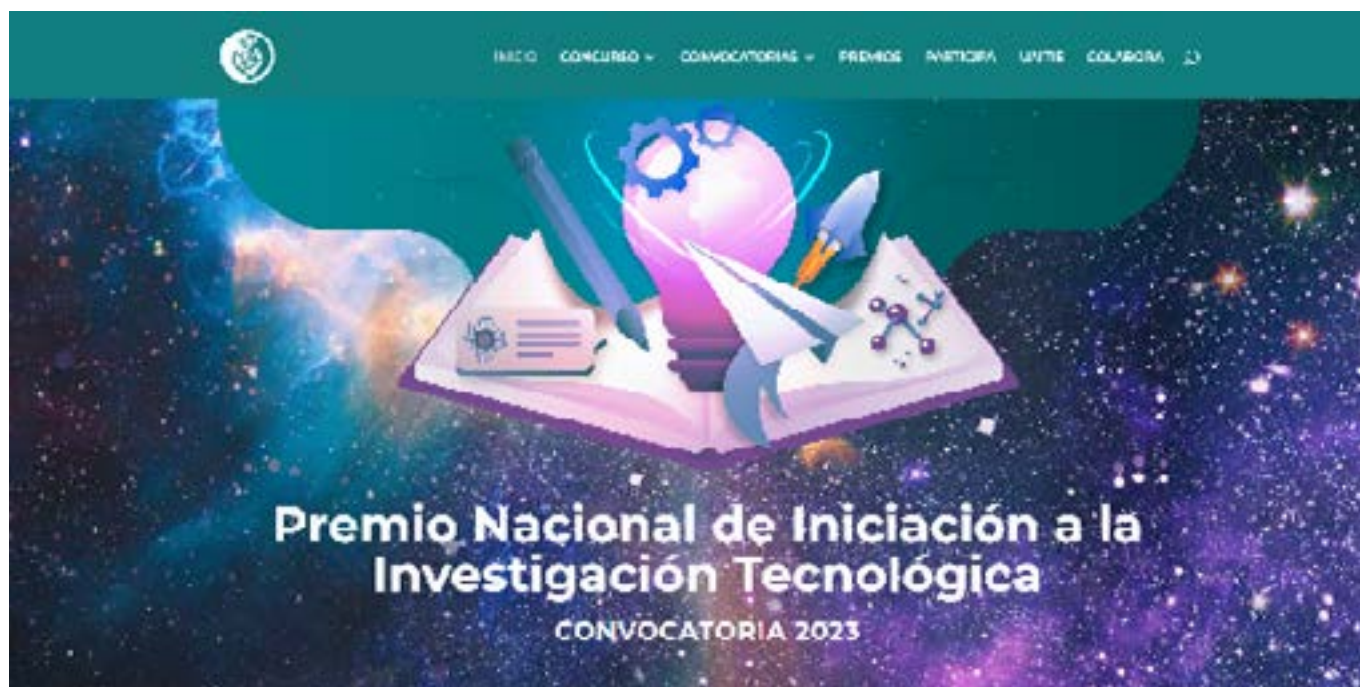 INICIO CONCURSO CONVOCATORIAS PREMIOS PARTICIPA ÚNETE COLABORA
Premio Nacional de Iniciación a la
Investigación Tecnológica
CONVOCATORIA 2023